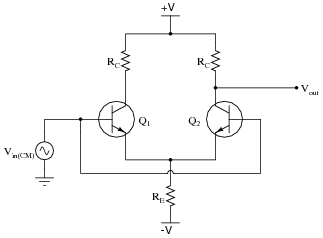 +V
R_C R_C
V_out
Q_1 Q_2
V_in(CM)
R_E
-V